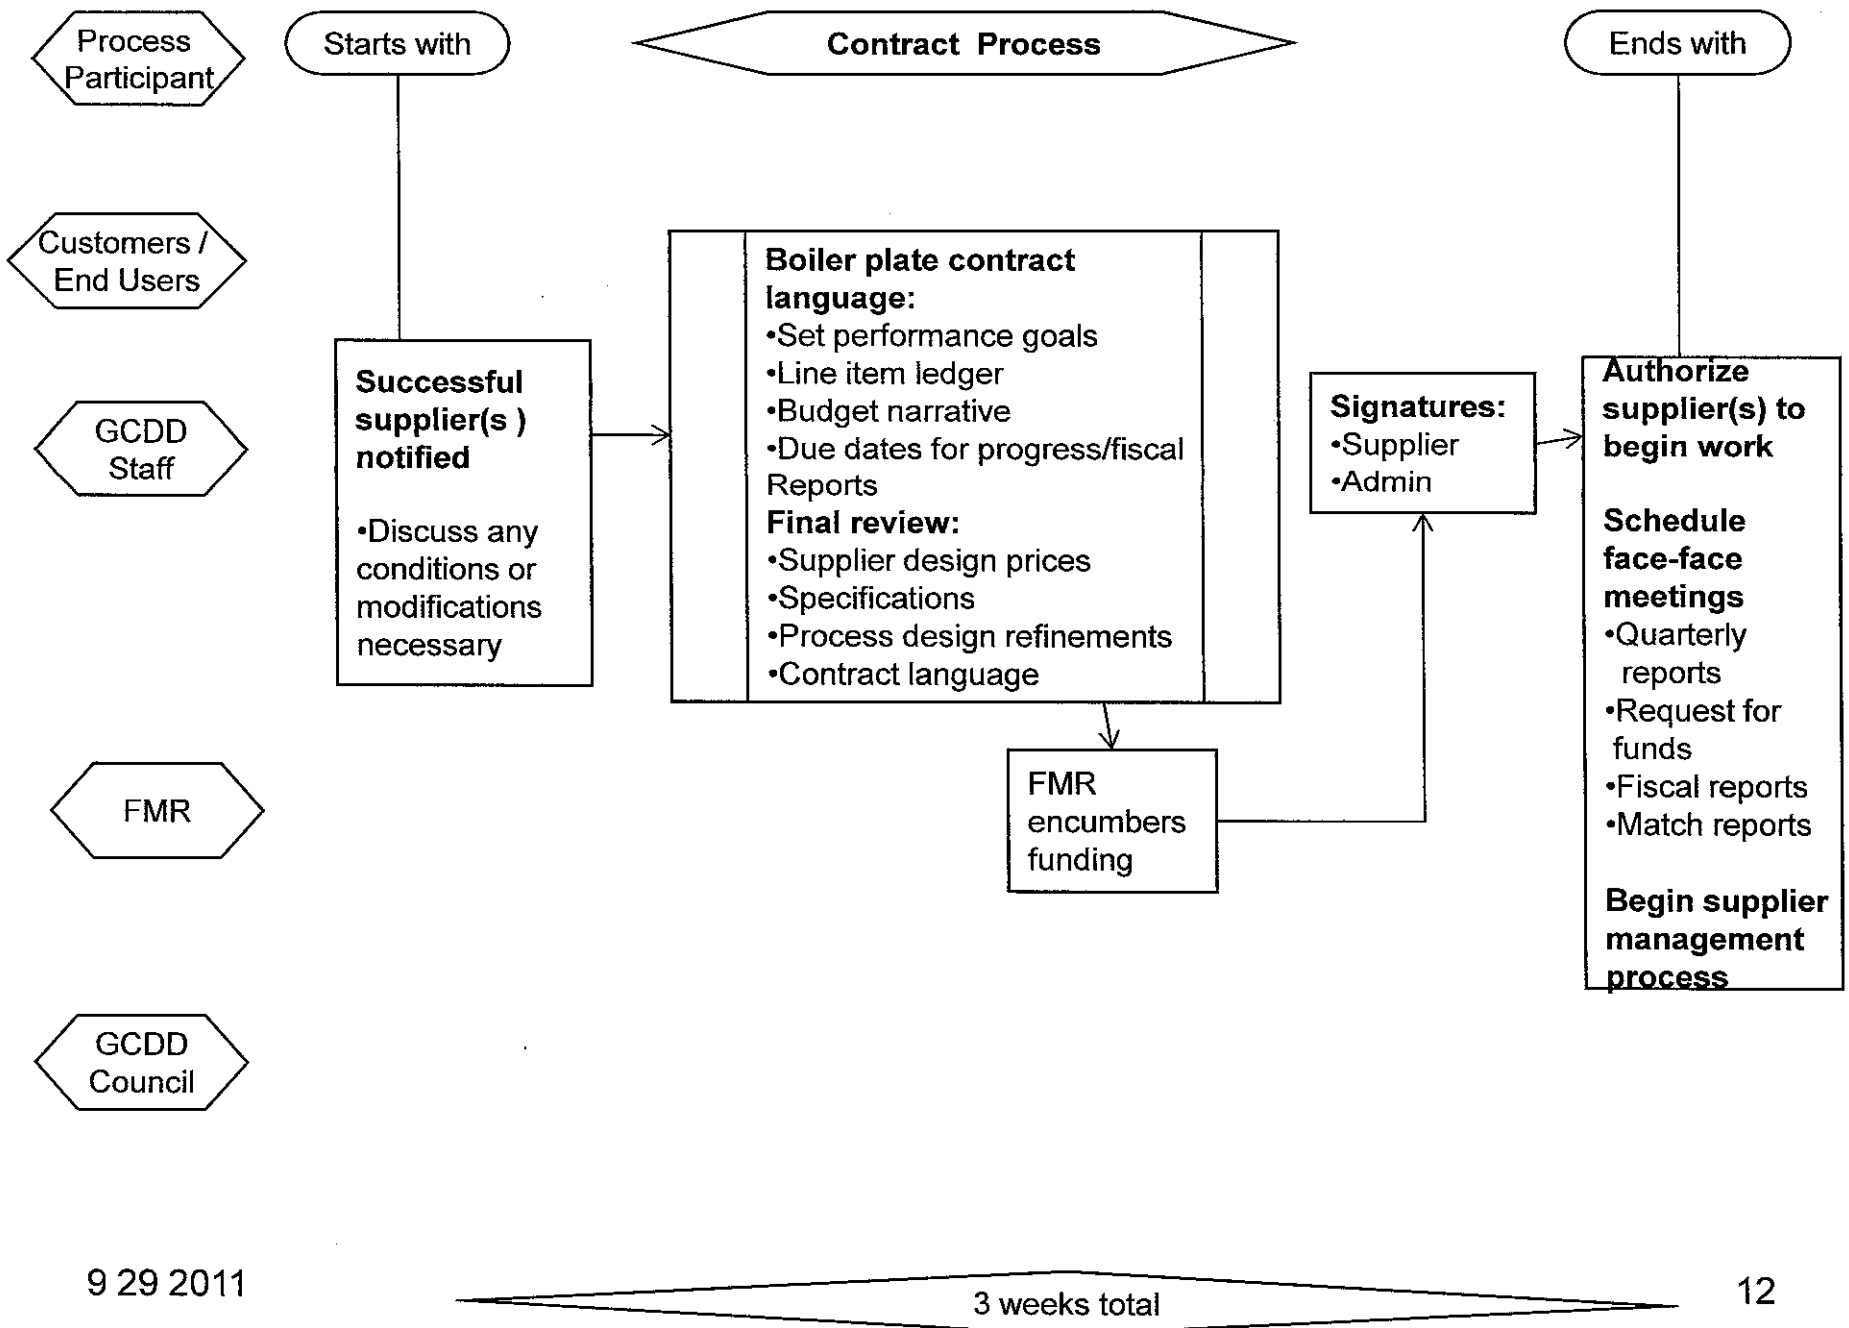 Process
Participant
Starts with
Contract Process
Ends with
Customers /
End Users
GCDD
Staff
FMR
GCDD
Council
Successful
supplier(s )
notified
•Discuss any
conditions or
modifications
necessary
Boiler plate contract
language:
•Set performance goals
•Line item ledger
•Budget narrative
•Due dates for progress/fiscal
Reports
Final review:
•Supplier design prices
•Specifications
•Process design refinements
•Contract language
FMR
encumbers
funding
Signatures:
•Supplier
•Admin
Authorize
supplier(s) to
begin work
Schedule
face-face
meetings
•Quarterly
reports
•Request for
funds
•Fiscal reports
•Match reports
Begin supplier
management
process
9 29 2011
3 weeks total
12